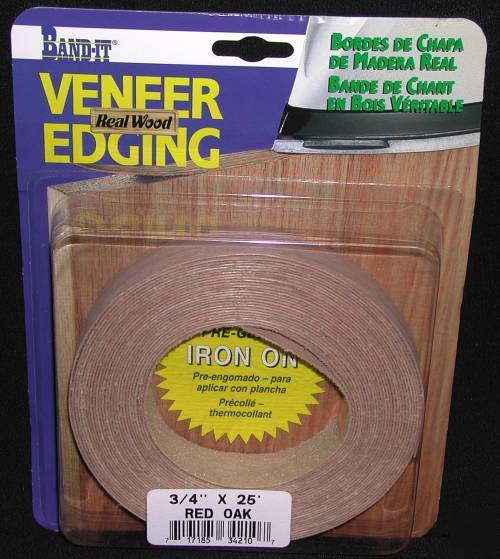 BAND-IT®
VENEER
Real Wood
EDGING
BORDES DE CHAPA
DE MADERA REAL
BANDE DE CHANT
EN BOIS VÉRITABLE
IRON ON
Pre-engomado – para
aplicar con plancha
Précollé –
thermocollant
3/4" X 25'
RED OAK
7 17185 34210 7